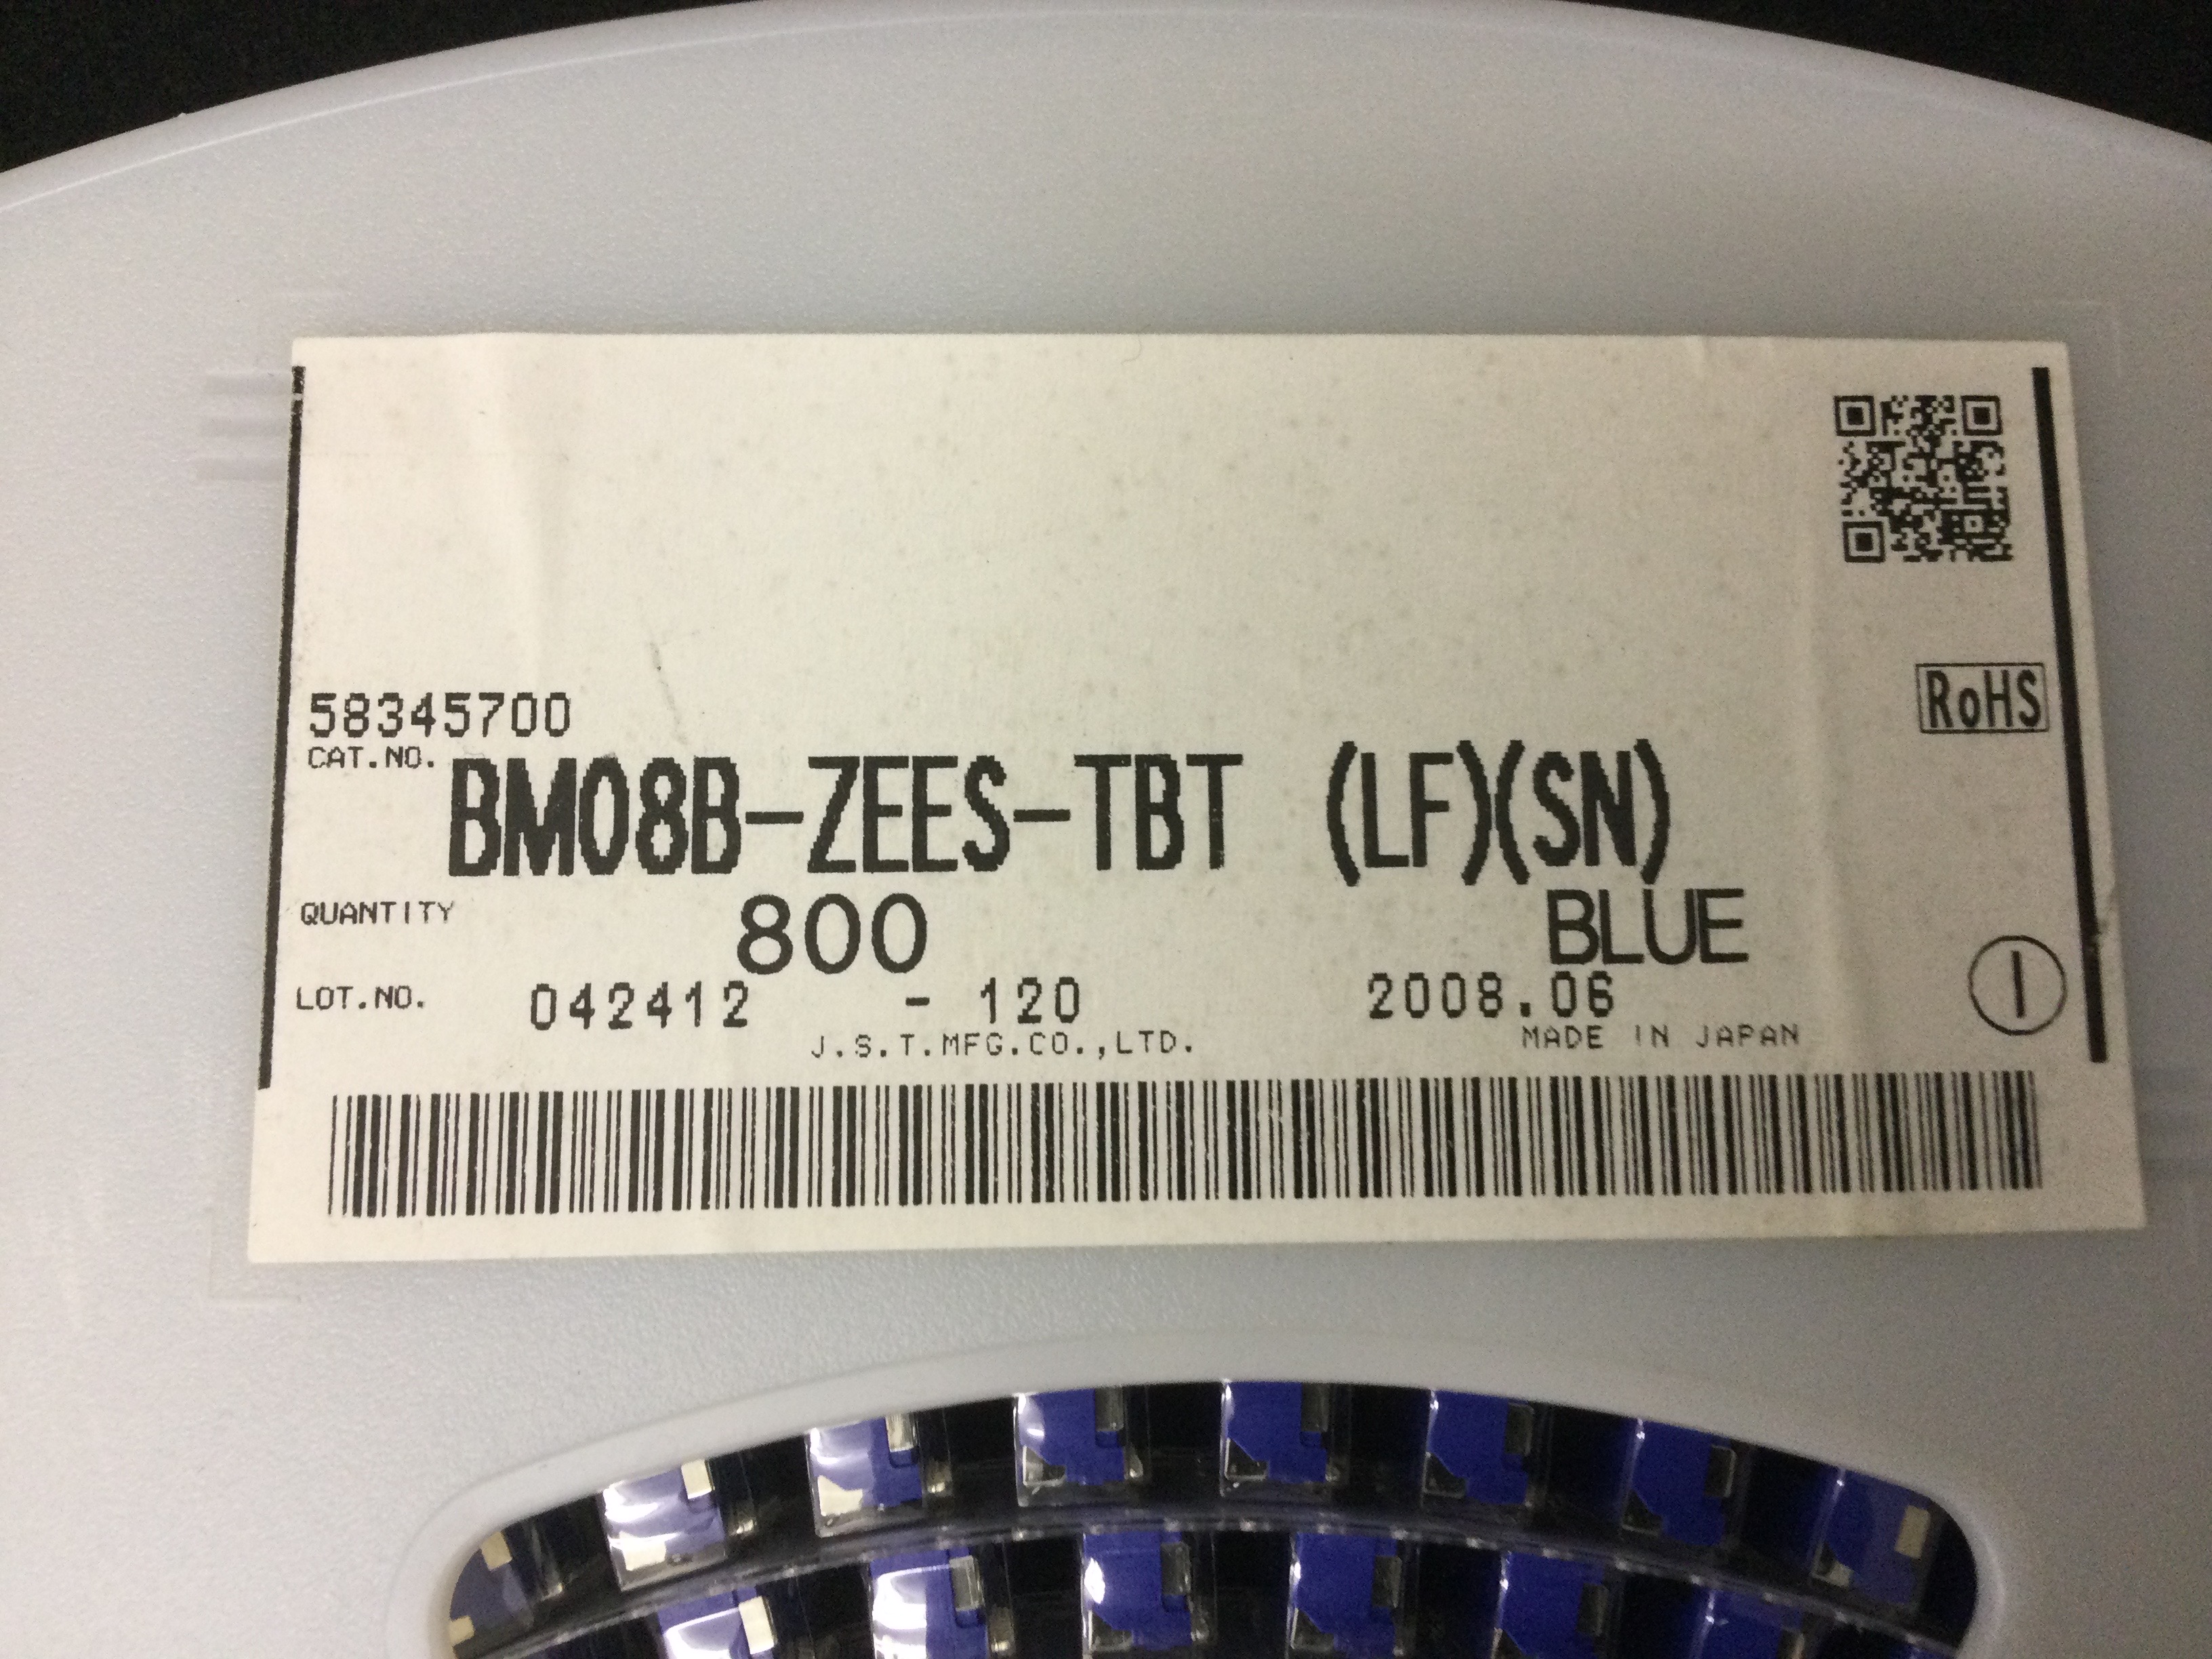 58345700
RoHS
CAT.NO. BM08B-ZEES-TBT (LF)(SN)
QUANTITY 800 BLUE
LOT.NO. 042412 - 120 2008.06
J.S.T.MFG.CO.,LTD. MADE IN JAPAN